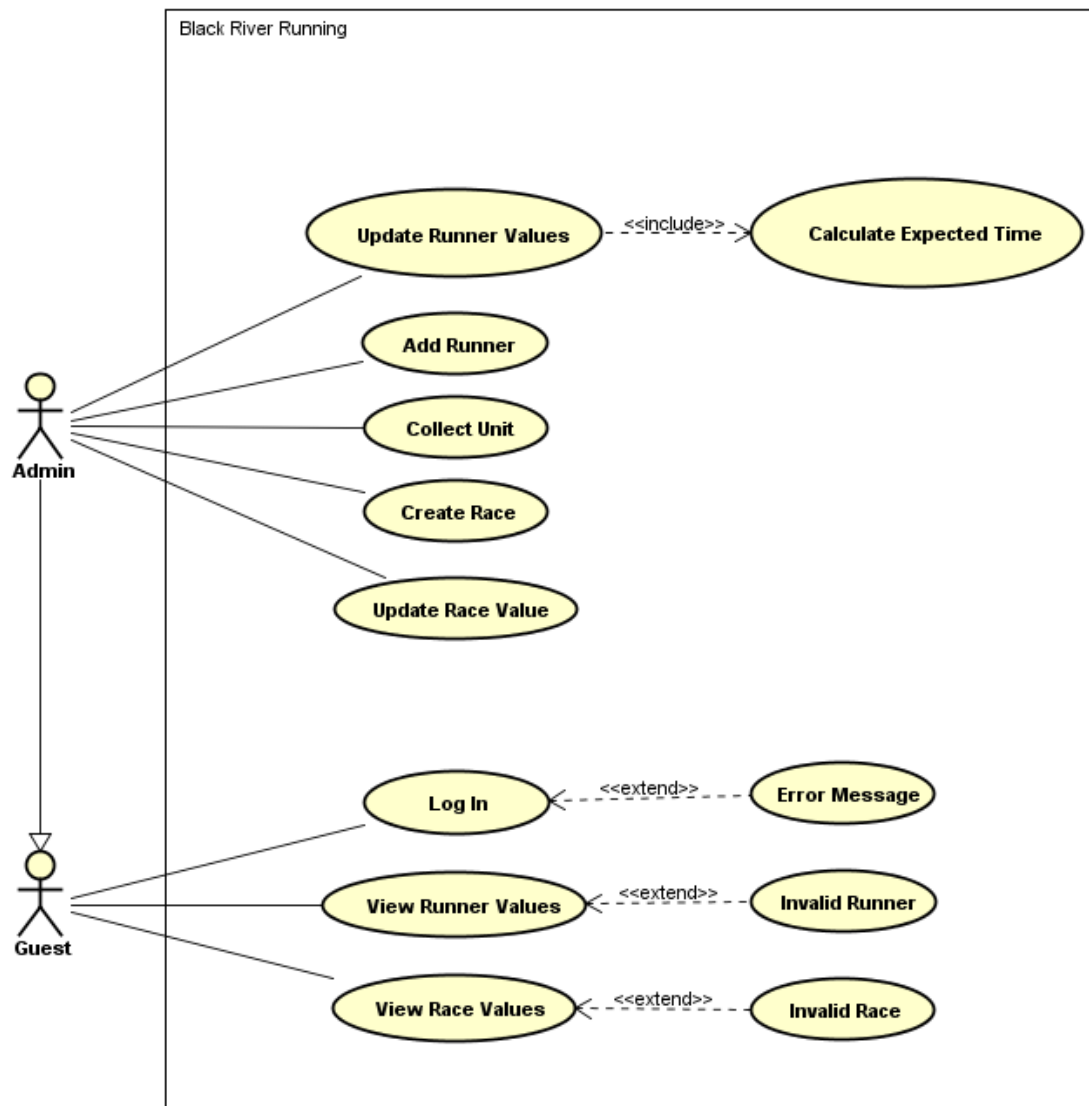 Black River Running
Update Runner Values
<<include>>
Calculate Expected Time
Add Runner
Collect Unit
Admin
Create Race
Update Race Value
Log In
<<extend>>
Error Message
View Runner Values
<<extend>>
Invalid Runner
Guest
View Race Values
<<extend>>
Invalid Race